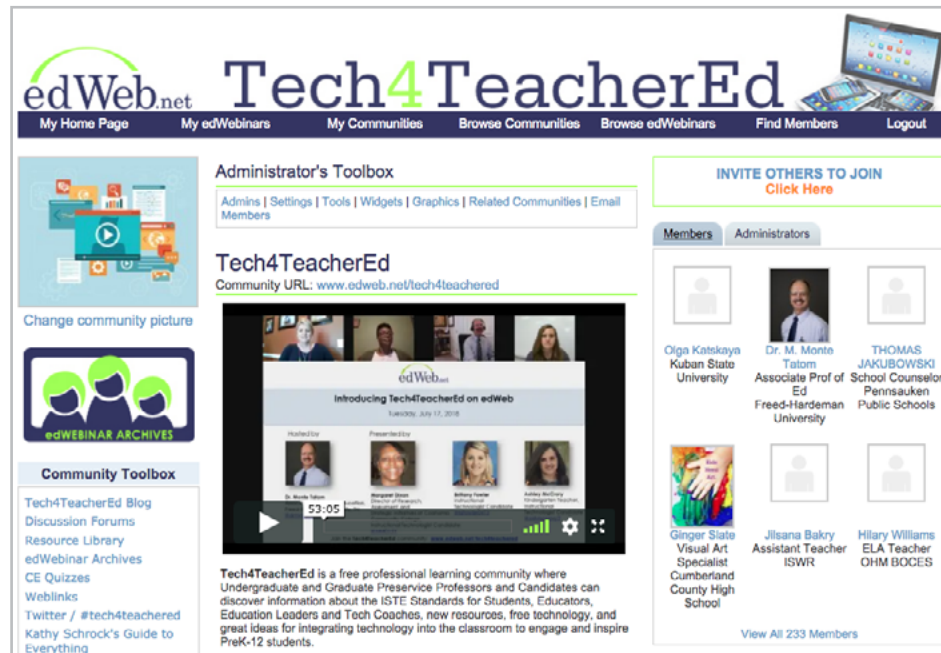 edWeb.net
Tech4TeacherEd
My Home Page My edWebinars My Communities Browse Communities Browse edWebinars Find Members Logout
Change community picture
edWEBINAR ARCHIVES
Community Toolbox
Tech4TeacherEd Blog
Discussion Forums
Resource Library
edWebinar Archives
CE Quizzes
Weblinks
Twitter / #tech4teachered
Kathy Schrock's Guide to
Everything
Administrator's Toolbox
Admins | Settings | Tools | Widgets | Graphics | Related Communities | Email
Members
Tech4TeacherEd
Community URL: www.edweb.net/tech4teachered
edWeb.net
Introducing Tech4TeacherEd on edWeb
Tuesday, July 17, 2018
Hosted by Presented by
Dr. Monte Tatom
Margaret
Brittany Fowler
Ashley McCrary
53:05
Tech4TeacherEd is a free professional learning community where
Undergraduate and Graduate Preservice Professors and Candidates can
discover information about the ISTE Standards for Students, Educators,
Education Leaders and Tech Coaches, new resources, free technology, and
great ideas for integrating technology into the classroom to engage and inspire
PreK-12 students.
INVITE OTHERS TO JOIN
Click Here
Members Administrators
Olga Katskaya
Kuban State
University
Dr. M. Monte
Tatom
Associate Prof of
Ed
Freed-Hardeman
University
THOMAS
JAKUBOWSKI
School Counselor
Pennsauken
Public Schools
Ginger Slate
Visual Art
Specialist
Cumberland
County High
School
Jilsana Bakry
Assistant Teacher
ISWR
Hilary Williams
ELA Teacher
OHM BOCES
View All 233 Members